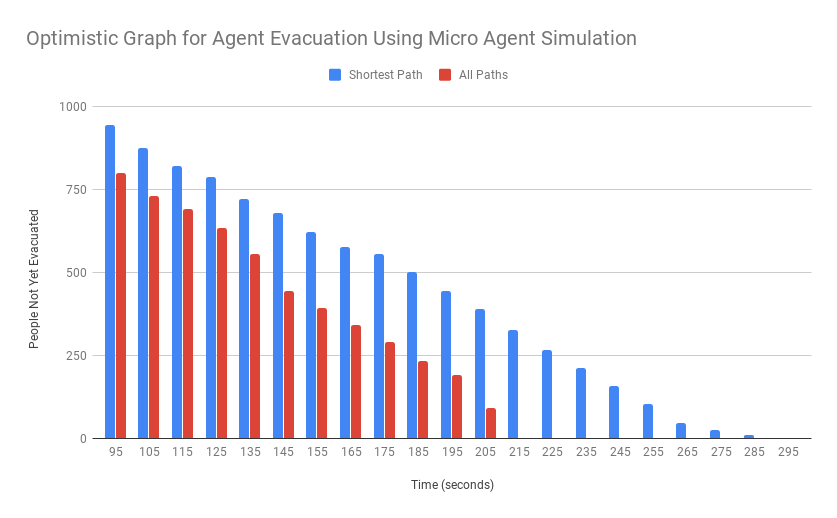 Optimistic Graph for Agent Evacuation Using Micro Agent Simulation
Shortest Path All Paths
1000
750
500
250
0
People Not Yet Evacuated
95 105 115 125 135 145 155 165 175 185 195 205 215 225 235 245 255 265 275 285 295
Time (seconds)